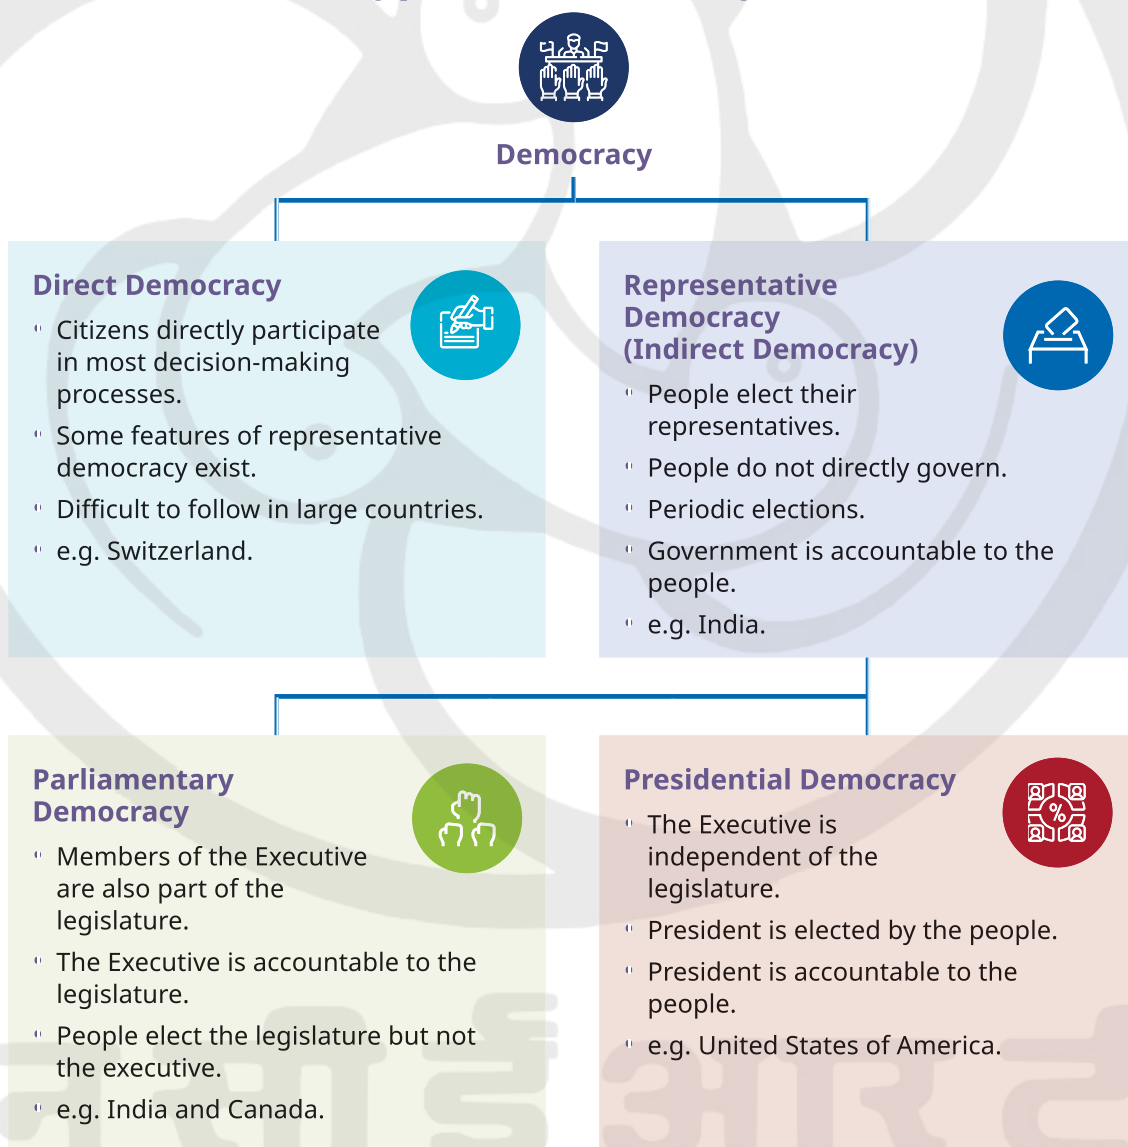 Democracy
Direct Democracy
Citizens directly participate
in most decision-making
processes.
Some features of representative
democracy exist.
Difficult to follow in large countries.
e.g. Switzerland.
Representative
Democracy
(Indirect Democracy)
People elect their
representatives.
People do not directly govern.
Periodic elections.
Government is accountable to the
people.
e.g. India.
Parliamentary
Democracy
Members of the Executive
are also part of the
legislature.
The Executive is accountable to the
legislature.
People elect the legislature but not
the executive.
e.g. India and Canada.
Presidential Democracy
%
The Executive is
independent of the
legislature.
President is elected by the people.
President is accountable to the
people.
e.g. United States of America.